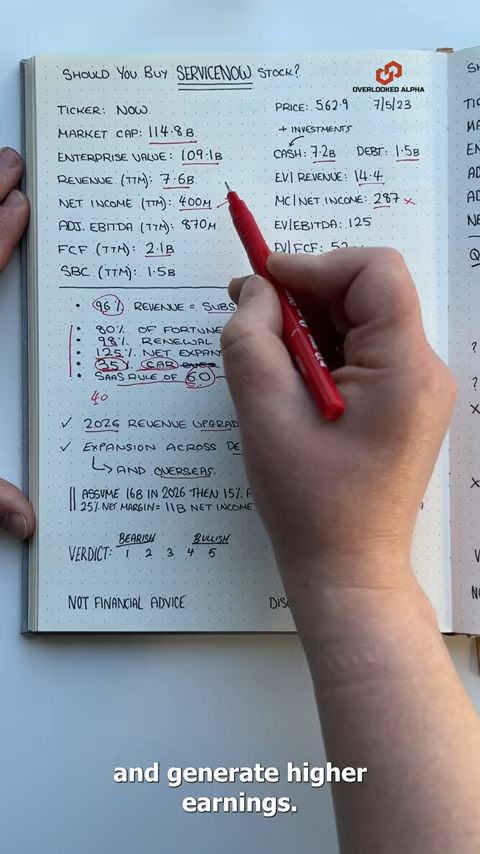 SHOULD YOU BUY SERVICENOW STOCK?
OVERLOOKED ALPHA
TICKER: NOW
PRICE: 562.9 7/5/23
MARKET CAP: 114.8B
+ INVESTMENTS
ENTERPRISE VALUE: 109.1B
CASH: 7.2B DEBT: 1.5B
REVENUE (TTM): 7.6B
EV/REVENUE: 14.4
NET INCOME (TTM): 400M
MC/NET INCOME: 287 x
ADJ. EBITDA (TTM): 870M
EV/EBITDA: 125
FCF (TTM): 2.1B
EV/FCF: 52
SBC (TTM): 1.5B
• 96% REVENUE = SUBS
• 80% OF FORTUNE
• 98% RENEWAL
• 125% NET EXPAN
• 35% CAR
• SAAS RULE OF 60
40
✓ 2026 REVENUE UPGRAD
✓ EXPANSION ACROSS DE
AND OVERSEAS.
ASSUME 16B IN 2026 THEN 15%
25% NET MARGIN = 11B NET INCOME
BEARISH BULLISH
VERDICT: 1 2 3 4 5
NOT FINANCIAL ADVICE
DISC
and generate higher
earnings.